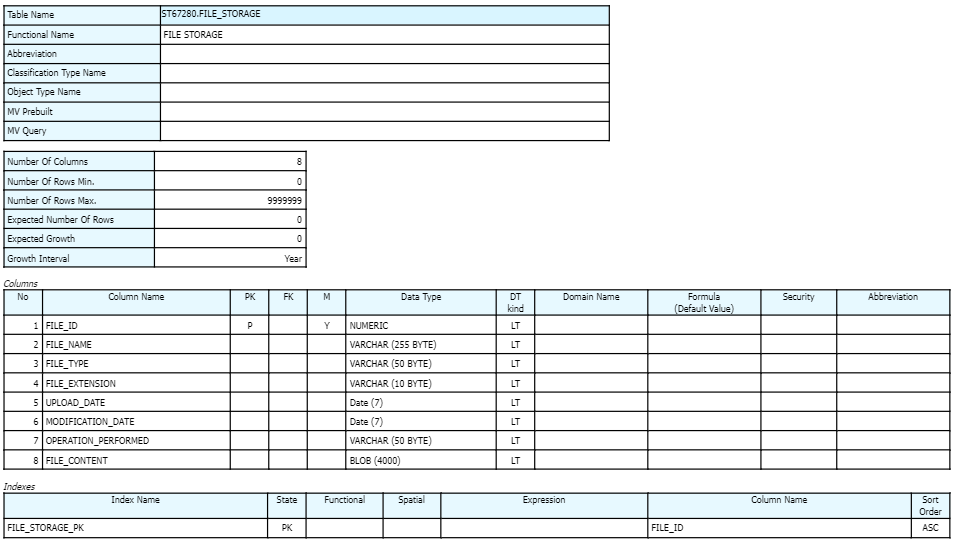 Table Name ST67280.FILE_STORAGE
Functional Name FILE STORAGE
Abbreviation
Classification Type Name
Object Type Name
MV Prebuilt
MV Query
Number Of Columns 8
Number Of Rows Min. 0
Number Of Rows Max. 9999999
Expected Number Of Rows 0
Expected Growth 0
Growth Interval Year
Columns
No Column Name PK FK M Data Type DT kind Domain Name Formula (Default Value) Security Abbreviation
1 FILE_ID P Y NUMERIC LT
2 FILE_NAME VARCHAR (255 BYTE) LT
3 FILE_TYPE VARCHAR (50 BYTE) LT
4 FILE_EXTENSION VARCHAR (10 BYTE) LT
5 UPLOAD_DATE Date (7) LT
6 MODIFICATION_DATE Date (7) LT
7 OPERATION_PERFORMED VARCHAR (50 BYTE) LT
8 FILE_CONTENT BLOB (4000) LT
Indexes
Index Name State Functional Spatial Expression Column Name Sort Order
FILE_STORAGE_PK PK FILE_ID ASC